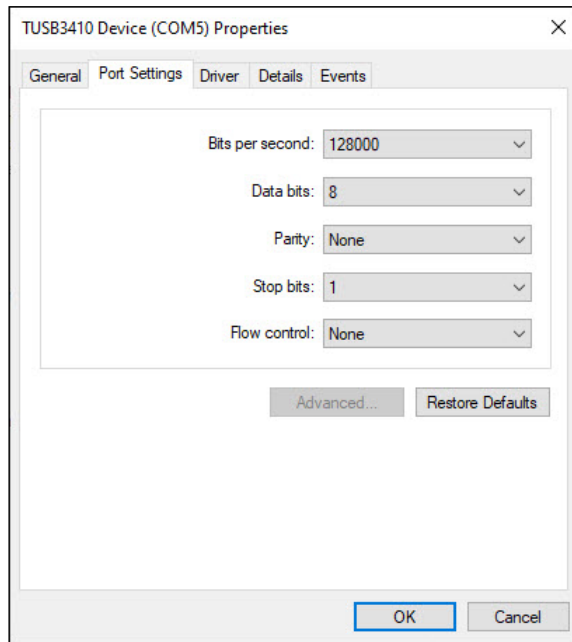 TUSB3410 Device (COM5) Properties
General Port Settings Driver Details Events
Bits per second: 128000
Data bits: 8
Parity: None
Stop bits: 1
Flow control: None
Advanced... Restore Defaults
OK Cancel